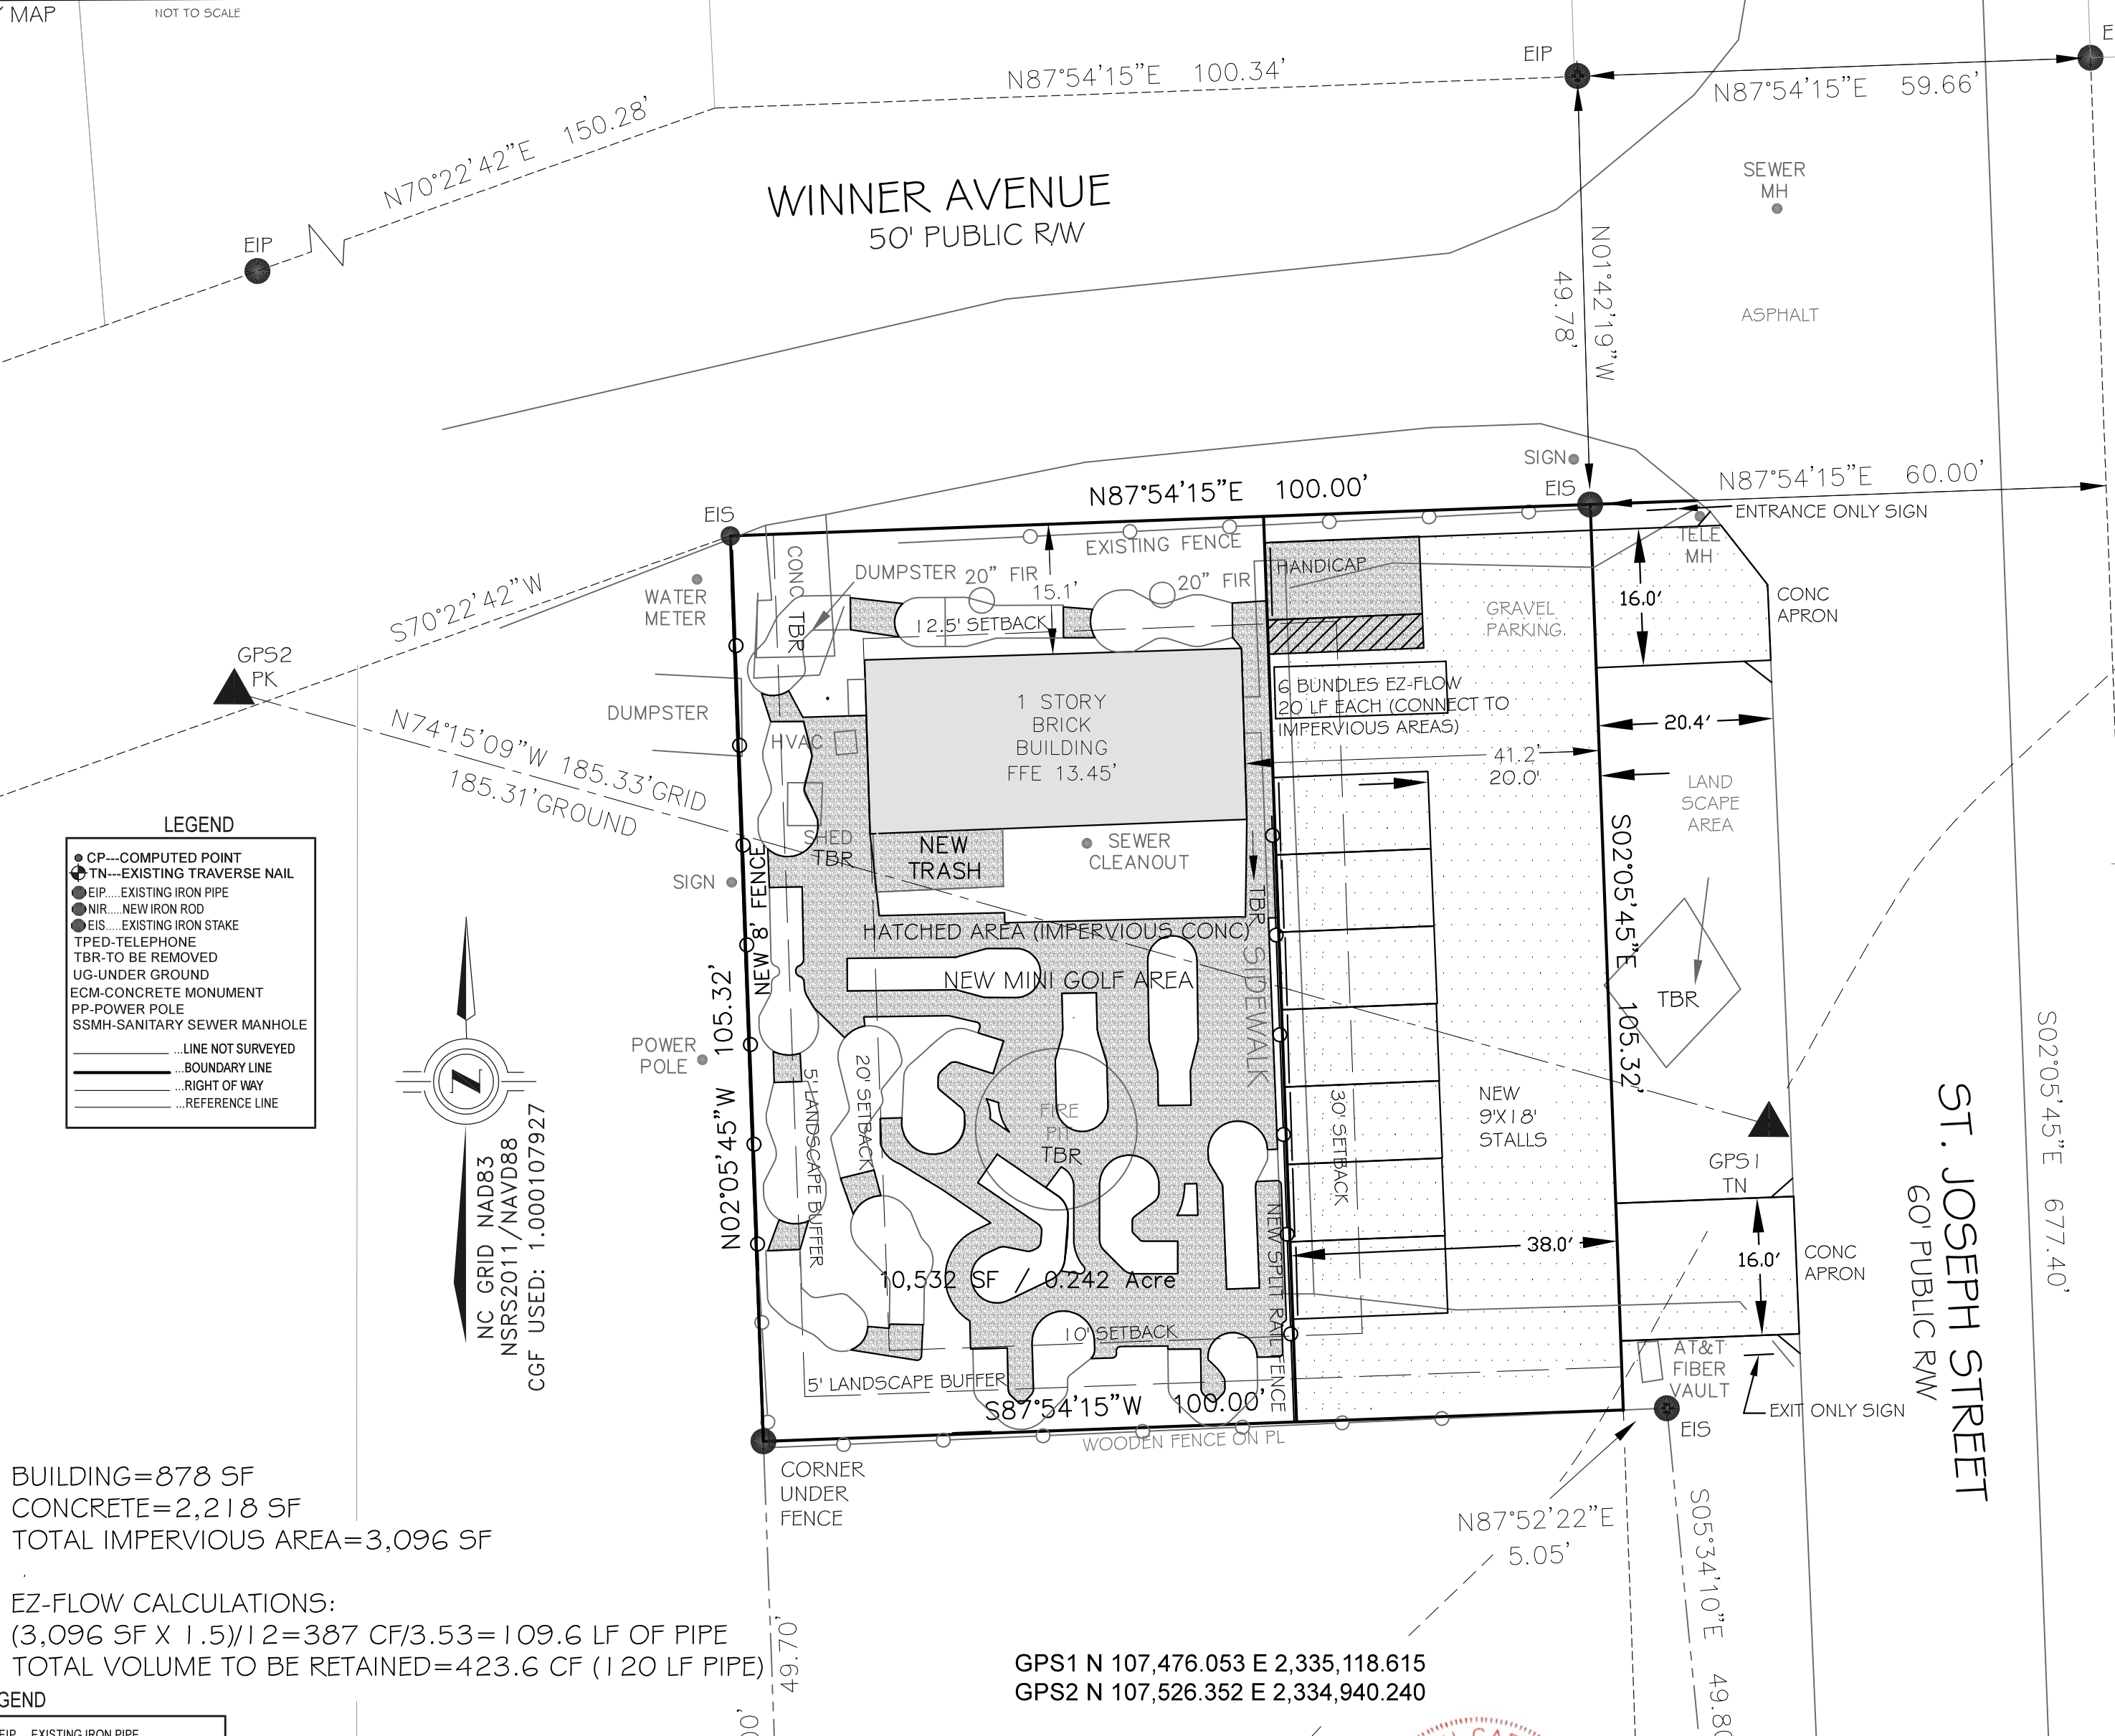 MAP
NOT TO SCALE
N70°22'42"E 150.28'
N87°54'15"E 100.34'
EIP
N87°54'15"E 59.66'
EIP
WINNER AVENUE
50' PUBLIC R/W
SEWER
MH
N01°42'19"W
49.78'
ASPHALT
SIGN
EIS
N87°54'15"E 60.00'
ENTRANCE ONLY SIGN
TELE
MH
EIS
N87°54'15"E 100.00'
EXISTING FENCE
CONC
TBR
DUMPSTER
20" FIR
15.1'
20" FIR
12.5' SETBACK
HANDICAP
GRAVEL
PARKING
16.0'
CONC
APRON
WATER
METER
S70°22'42"W
GPS2
PK
DUMPSTER
N74°15'09"W 185.33'GRID
185.31'GROUND
HVAC
1 STORY
BRICK
BUILDING
FFE 13.45'
6 BUNDLES EZ-FLOW
20 LF EACH (CONNECT TO
IMPERVIOUS AREAS)
41.2'
20.0'
20.4'
LAND
SCAPE
AREA
TBR
SHED
TBR
NEW
TRASH
SEWER
CLEANOUT
SIGN
NEW 8' FENCE
TBR
SIDEWALK
HATCHED AREA (IMPERVIOUS CONC)
NEW MINI GOLF AREA
S02°05'45"E 105.32'
N02°05'45"W 105.32'
POWER
POLE
5' LANDSCAPE BUFFER
20' SETBACK
FIRE
PIT
TBR
30' SETBACK
NEW
9'X18'
STALLS
GPS1
TN
NEW SPLIT RAIL FENCE
38.0'
16.0'
CONC
APRON
10,532 SF / 0.242 Acre
10' SETBACK
5' LANDSCAPE BUFFER
S87°54'15"W 100.00'
WOODEN FENCE ON PL
AT&T
FIBER
VAULT
EXIT ONLY SIGN
EIS
CORNER
UNDER
FENCE
N87°52'22"E
5.05'
S05°34'10"E
S02°05'45"E 677.40'
ST. JOSEPH STREET
60' PUBLIC R/W
LEGEND
CP---COMPUTED POINT
TN---EXISTING TRAVERSE NAIL
EIP.....EXISTING IRON PIPE
NIR.....NEW IRON ROD
EIS.....EXISTING IRON STAKE
TPED-TELEPHONE
TBR-TO BE REMOVED
UG-UNDER GROUND
ECM-CONCRETE MONUMENT
PP-POWER POLE
SSMH-SANITARY SEWER MANHOLE
...LINE NOT SURVEYED
...BOUNDARY LINE
...RIGHT OF WAY
...REFERENCE LINE
NC GRID NAD83
NSRS2011/NAVD88
CGF USED: 1.0000107927
BUILDING=878 SF
CONCRETE=2,218 SF
TOTAL IMPERVIOUS AREA=3,096 SF
EZ-FLOW CALCULATIONS:
(3,096 SF X 1.5)/12=387 CF/3.53=109.6 LF OF PIPE
TOTAL VOLUME TO BE RETAINED=423.6 CF (120 LF PIPE)
49.70'
GPS1 N 107,476.053 E 2,335,118.615
GPS2 N 107,526.352 E 2,334,940.240